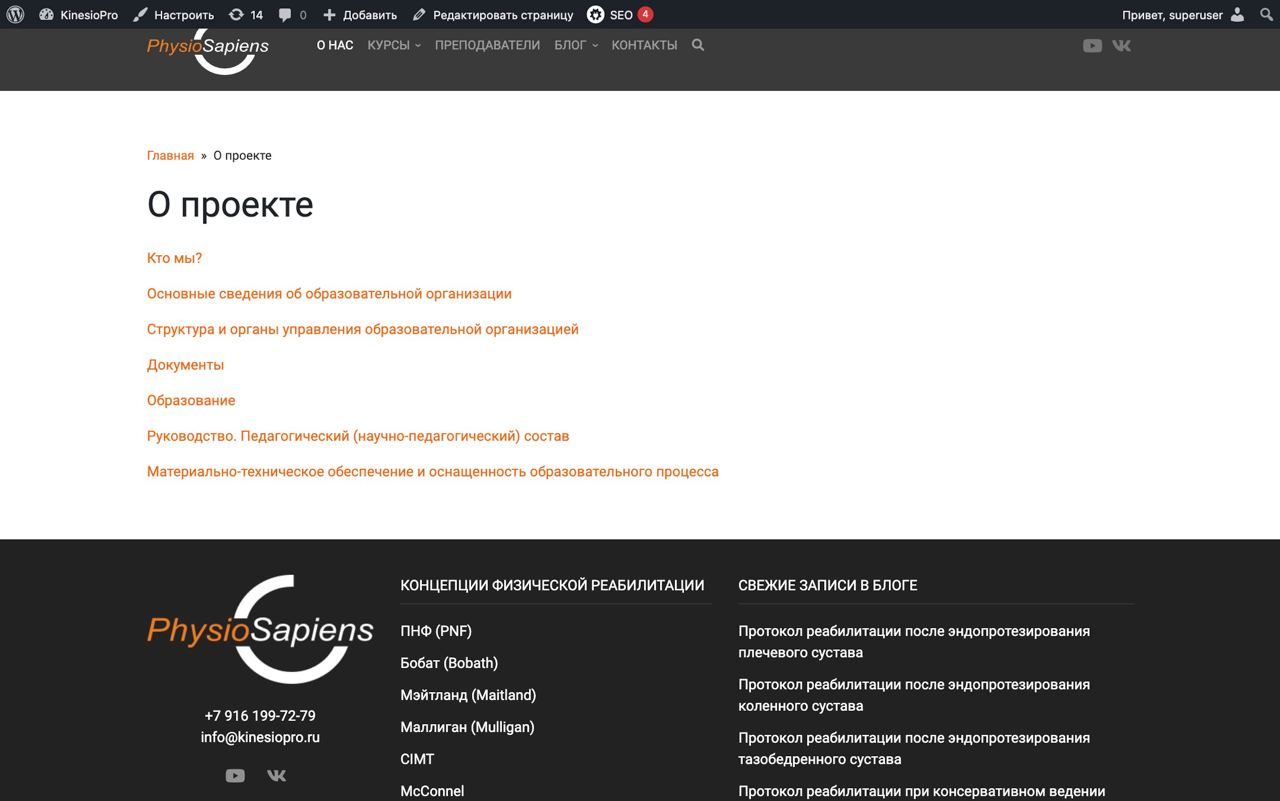 KinesioPro Настроить 14 0 Добавить Редактировать страницу SEO 4 Привет, superuser
PhysioSapiens О НАС КУРСЫ ПРЕПОДАВАТЕЛИ БЛОГ КОНТАКТЫ
Главная » О проекте
О проекте
Кто мы?
Основные сведения об образовательной организации
Структура и органы управления образовательной организацией
Документы
Образование
Руководство. Педагогический (научно-педагогический) состав
Материально-техническое обеспечение и оснащенность образовательного процесса
PhysioSapiens
+7 916 199-72-79
info@kinesiopro.ru
КОНЦЕПЦИИ ФИЗИЧЕСКОЙ РЕАБИЛИТАЦИИ
ПНФ (PNF)
Бобат (Bobath)
Мэйтланд (Maitland)
Маллиган (Mulligan)
CIMT
McConnel
СВЕЖИЕ ЗАПИСИ В БЛОГЕ
Протокол реабилитации после эндопротезирования
плечевого сустава
Протокол реабилитации после эндопротезирования
коленного сустава
Протокол реабилитации после эндопротезирования
тазобедренного сустава
Протокол реабилитации при консервативном ведении